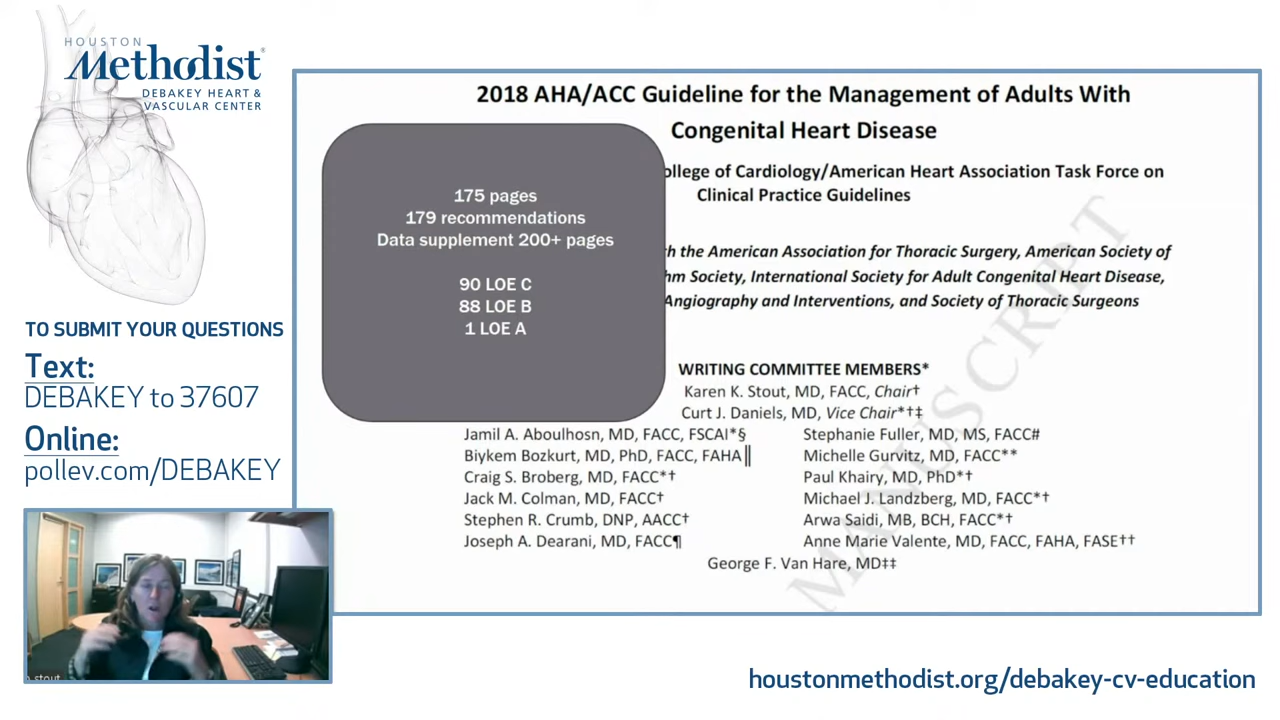 HOUSTON
Methodist®
DEBAKEY HEART &
VASCULAR CENTER
TO SUBMIT YOUR QUESTIONS
Text:
DEBAKEY to 37607
Online:
pollev.com/DEBAKEY
stout
2018 AHA/ACC Guideline for the Management of Adults With
Congenital Heart Disease
ollege of Cardiology/American Heart Association Task Force on
Clinical Practice Guidelines
175 pages
179 recommendations
Data supplement 200+ pages
90 LOE C
88 LOE B
1 LOE A
h the American Association for Thoracic Surgery, American Society of
hm Society, International Society for Adult Congenital Heart Disease,
Angiography and Interventions, and Society of Thoracic Surgeons
WRITING COMMITTEE MEMBERS*
Karen K. Stout, MD, FACC, Chair†
Curt J. Daniels, MD, Vice Chair*†‡
Jamil A. Aboulhosn, MD, FACC, FSCAI*§
Stephanie Fuller, MD, MS, FACC#
Biykem Bozkurt, MD, PhD, FACC, FAHA║
Michelle Gurvitz, MD, FACC**
Craig S. Broberg, MD, FACC*†
Paul Khairy, MD, PhD*†
Jack M. Colman, MD, FACC†
Michael J. Landzberg, MD, FACC*†
Stephen R. Crumb, DNP, AACC†
Arwa Saidi, MB, BCH, FACC*†
Joseph A. Dearani, MD, FACC¶
Anne Marie Valente, MD, FACC, FAHA, FASE††
George F. Van Hare, MD‡‡
MANUSCRIPT
houstonmethodist.org/debakey-cv-education